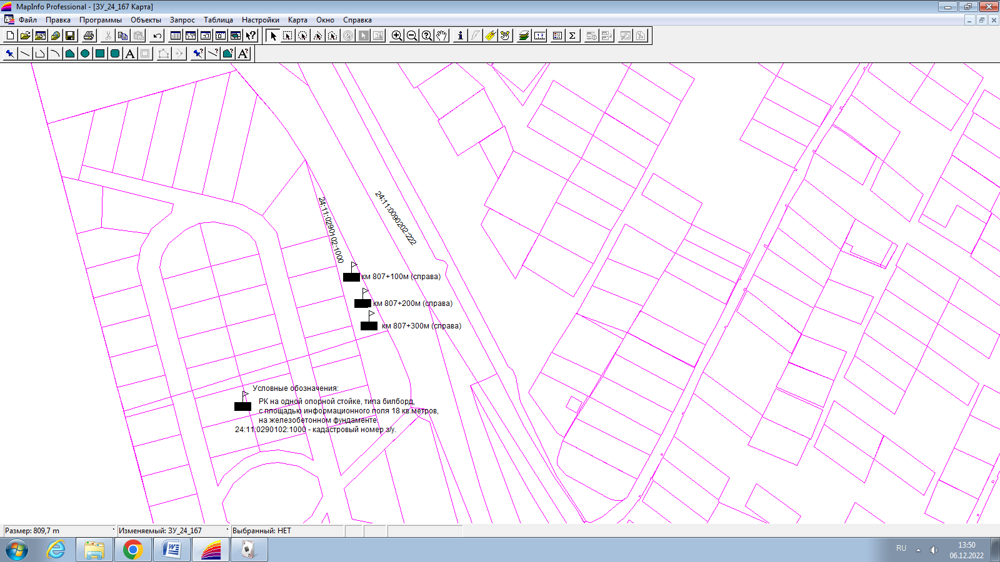 MapInfo Professional - [ЗУ_24_167 Карта]
Файл Правка Программы Объекты Запрос Таблица Настройки Карта Окно Справка
24:11:0290102:1000
24:11:0090202:222
км 807+100м (справа)
км 807+200м (справа)
км 807+300м (справа)
Условные обозначения:
РК на одной опорной стойке, типа билборд,
с площадью информационного поля 18 кв.метров,
на железобетонном фундаменте
24:11:0290102:1000 - кадастровый номер з/у.
Размер: 809,7 m Изменяемый: ЗУ_24_167 Выбранный: НЕТ
RU
13:50
06.12.2022